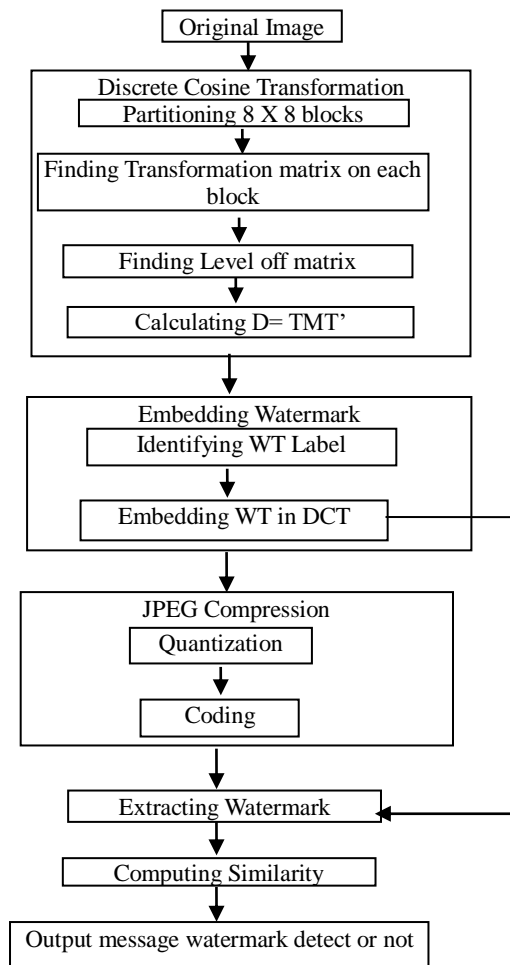 Original Image
Discrete Cosine Transformation
Partitioning 8 X 8 blocks
Finding Transformation matrix on each
block
Finding Level off matrix
Calculating D= TMT’
Embedding Watermark
Identifying WT Label
Embedding WT in DCT
JPEG Compression
Quantization
Coding
Extracting Watermark
Computing Similarity
Output message watermark detect or not